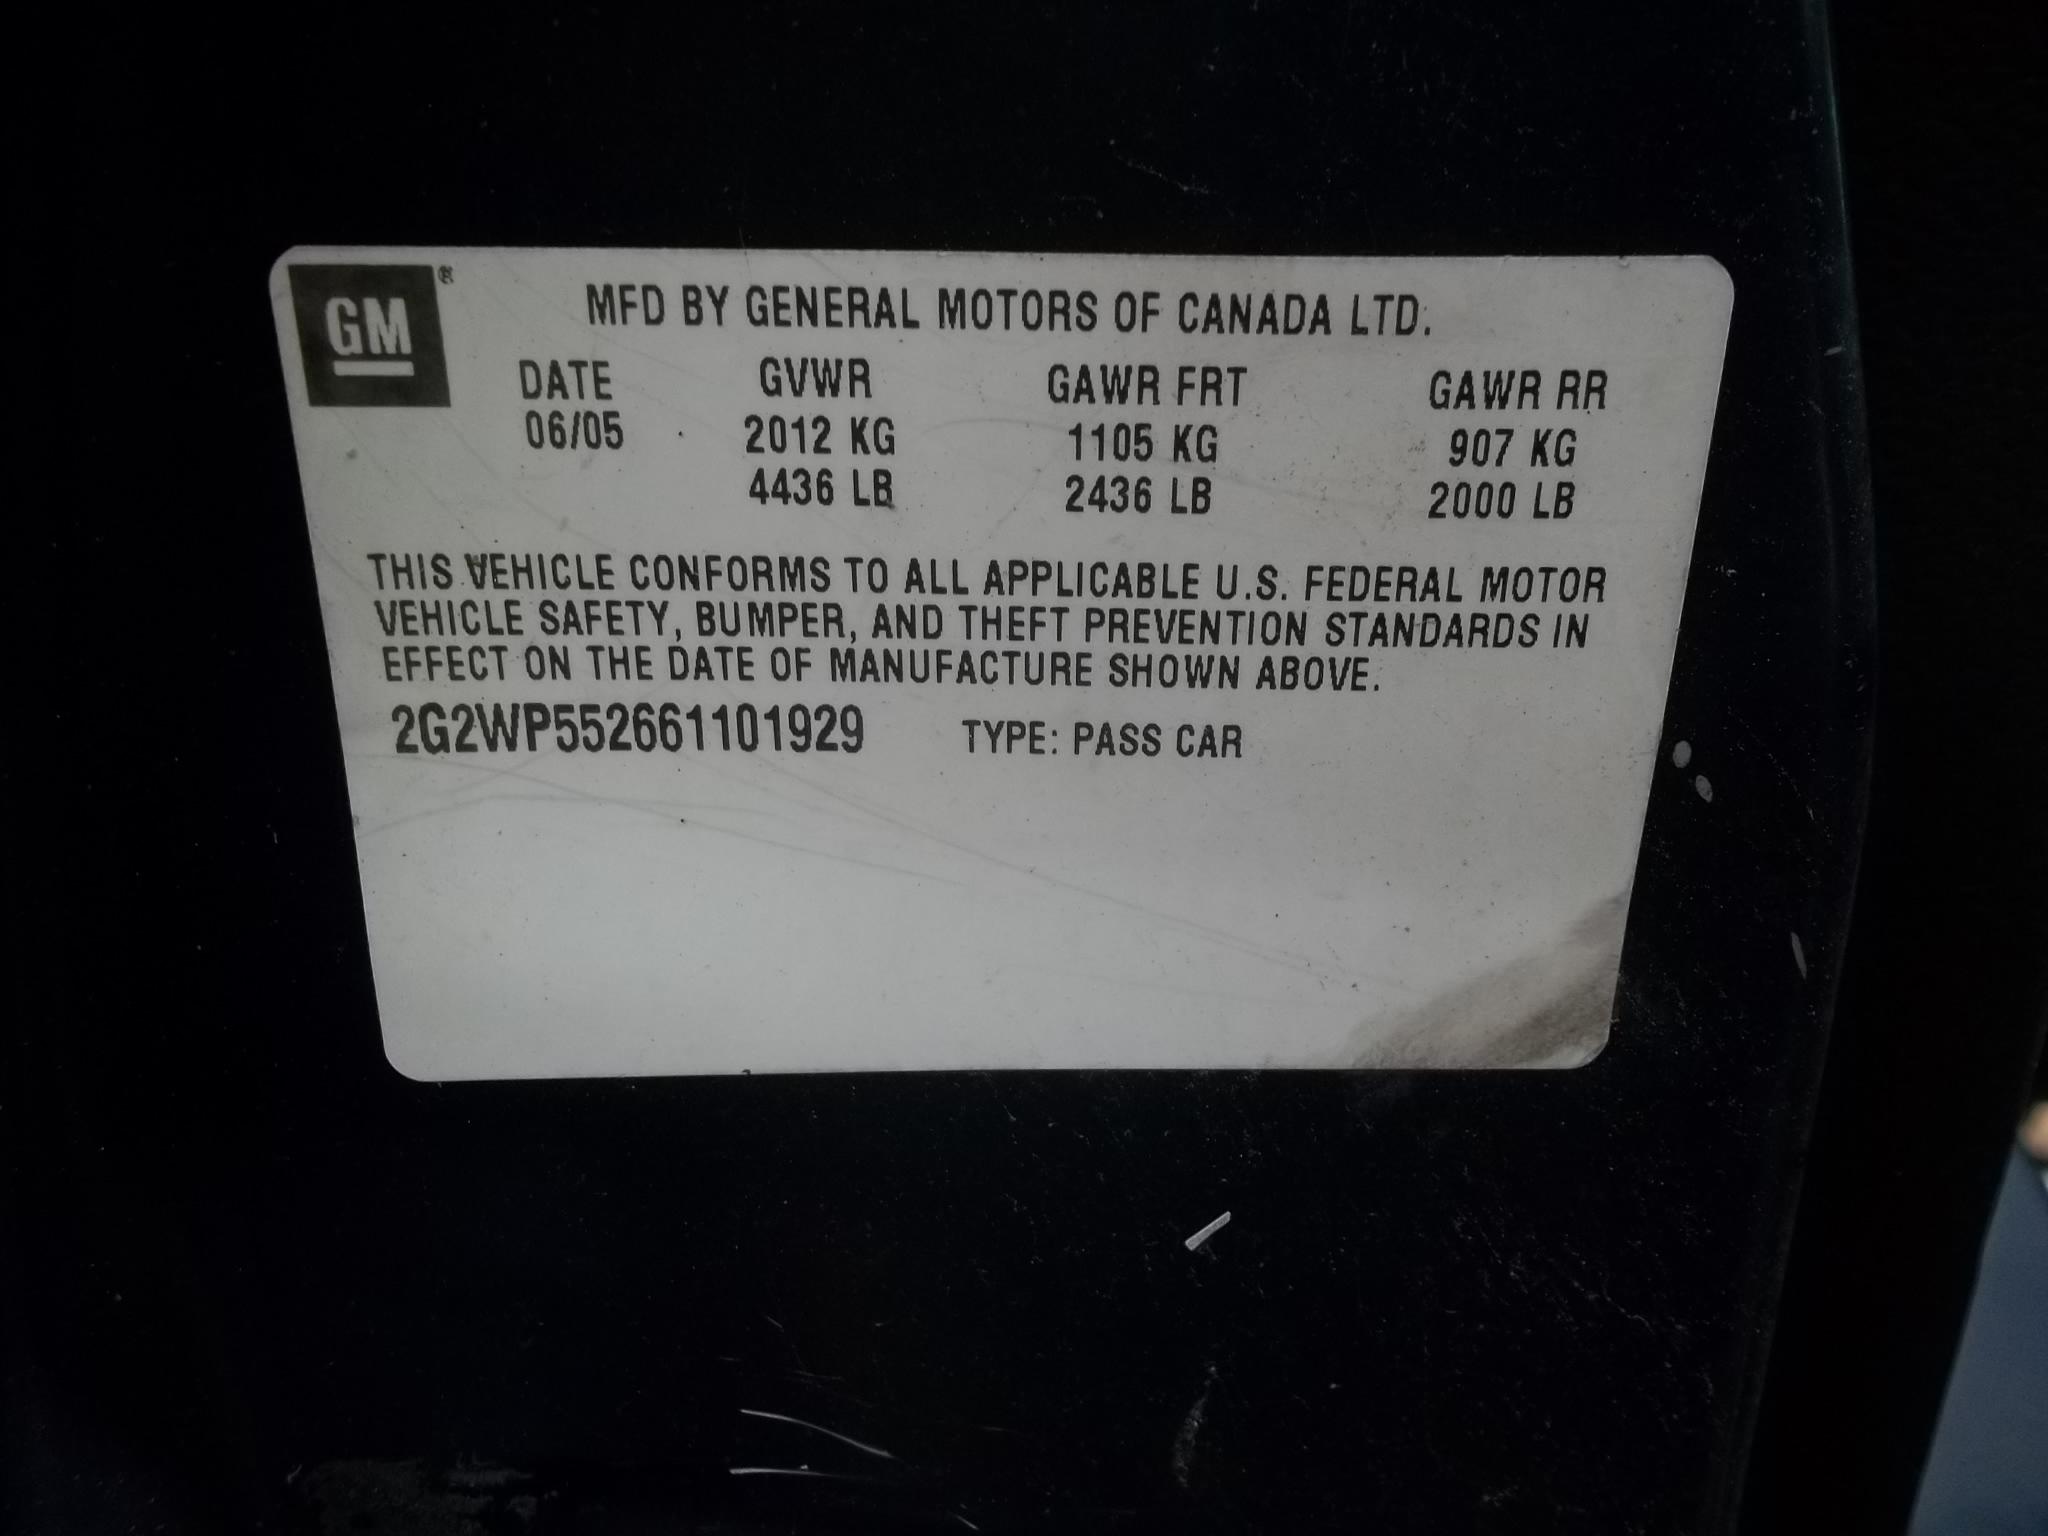 GM®
MFD BY GENERAL MOTORS OF CANADA LTD.
DATE GVWR GAWR FRT GAWR RR
06/05 2012 KG 1105 KG 907 KG
4436 LB 2436 LB 2000 LB
THIS VEHICLE CONFORMS TO ALL APPLICABLE U.S. FEDERAL MOTOR
VEHICLE SAFETY, BUMPER, AND THEFT PREVENTION STANDARDS IN
EFFECT ON THE DATE OF MANUFACTURE SHOWN ABOVE.
2G2WP552661101929 TYPE: PASS CAR